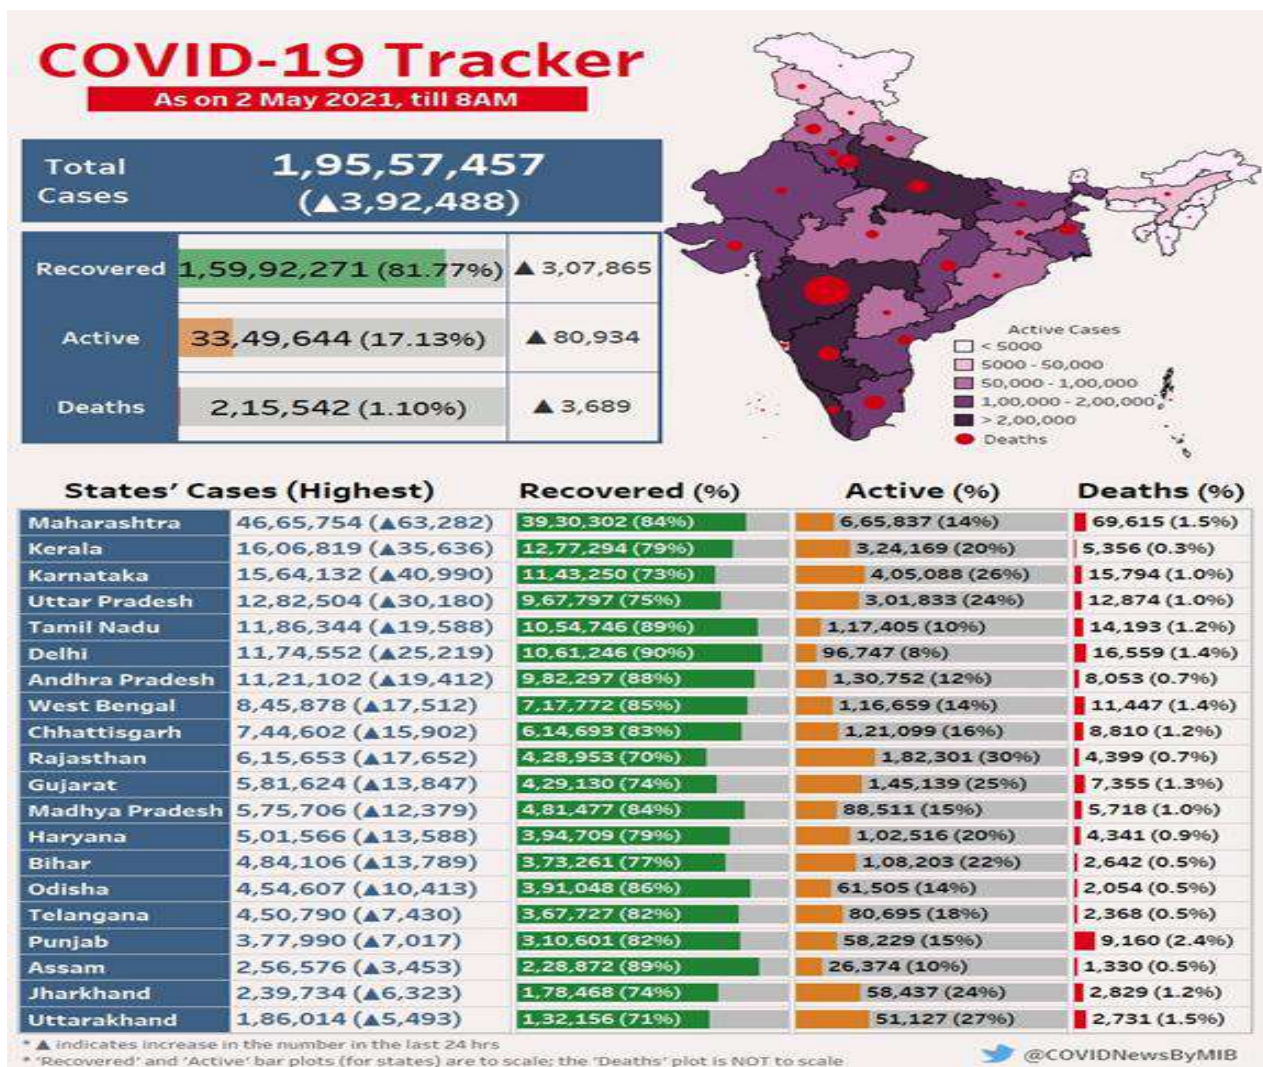 COVID-19 Tracker
As on 2 May 2021, till 8AM
Total Cases 1,95,57,457 (▲3,92,488)
Recovered 1,59,92,271 (81.77%) ▲ 3,07,865
Active 33,49,644 (17.13%) ▲ 80,934
Deaths 2,15,542 (1.10%) ▲ 3,689
Active Cases
< 5000
5000 - 50,000
50,000 - 1,00,000
1,00,000 - 2,00,000
> 2,00,000
Deaths
States' Cases (Highest) Recovered (%) Active (%) Deaths (%)
Maharashtra 46,65,754 (▲63,282) 39,30,302 (84%) 6,65,837 (14%) 69,615 (1.5%)
Kerala 16,06,819 (▲35,636) 12,77,294 (79%) 3,24,169 (20%) 5,356 (0.3%)
Karnataka 15,64,132 (▲40,990) 11,43,250 (73%) 4,05,088 (26%) 15,794 (1.0%)
Uttar Pradesh 12,82,504 (▲30,180) 9,67,797 (75%) 3,01,833 (24%) 12,874 (1.0%)
Tamil Nadu 11,86,344 (▲19,588) 10,54,746 (89%) 1,17,405 (10%) 14,193 (1.2%)
Delhi 11,74,552 (▲25,219) 10,61,246 (90%) 96,747 (8%) 16,559 (1.4%)
Andhra Pradesh 11,21,102 (▲19,412) 9,82,297 (88%) 1,30,752 (12%) 8,053 (0.7%)
West Bengal 8,45,878 (▲17,512) 7,17,772 (85%) 1,16,659 (14%) 11,447 (1.4%)
Chhattisgarh 7,44,602 (▲15,902) 6,14,693 (83%) 1,21,099 (16%) 8,810 (1.2%)
Rajasthan 6,15,653 (▲17,652) 4,28,953 (70%) 1,82,301 (30%) 4,399 (0.7%)
Gujarat 5,81,624 (▲13,847) 4,29,130 (74%) 1,45,139 (25%) 7,355 (1.3%)
Madhya Pradesh 5,75,706 (▲12,379) 4,81,477 (84%) 88,511 (15%) 5,718 (1.0%)
Haryana 5,01,566 (▲13,588) 3,94,709 (79%) 1,02,516 (20%) 4,341 (0.9%)
Bihar 4,84,106 (▲13,789) 3,73,261 (77%) 1,08,203 (22%) 2,642 (0.5%)
Odisha 4,54,607 (▲10,413) 3,91,048 (86%) 61,505 (14%) 2,054 (0.5%)
Telangana 4,50,790 (▲7,430) 3,67,727 (82%) 80,695 (18%) 2,368 (0.5%)
Punjab 3,77,990 (▲7,017) 3,10,601 (82%) 58,229 (15%) 9,160 (2.4%)
Assam 2,56,576 (▲3,453) 2,28,872 (89%) 26,374 (10%) 1,330 (0.5%)
Jharkhand 2,39,734 (▲6,323) 1,78,468 (74%) 58,437 (24%) 2,829 (1.2%)
Uttarakhand 1,86,014 (▲5,493) 1,32,156 (71%) 51,127 (27%) 2,731 (1.5%)
* ▲ indicates increase in the number in the last 24 hrs
* 'Recovered' and 'Active' bar plots (for states) are to scale; the 'Deaths' plot is NOT to scale
@COVIDNewsByMIB